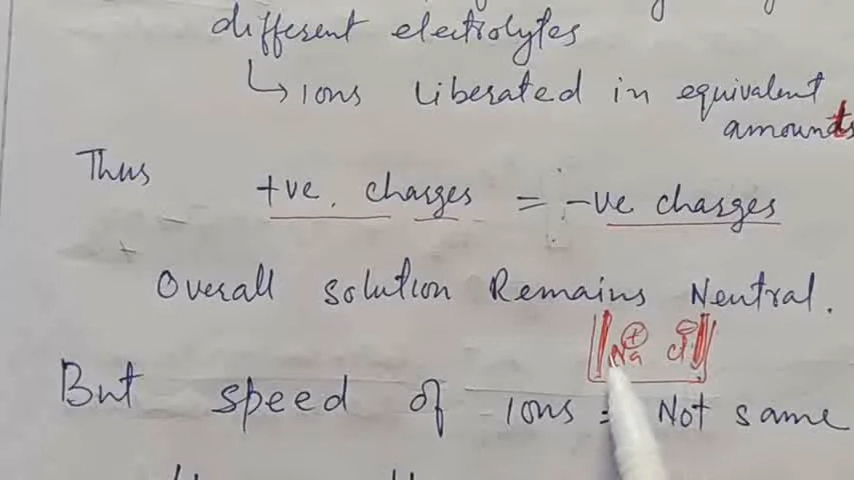 different electrolytes
↳ Ions Liberated in equivalent
amounts
Thus +ve charges = -ve charges
Overall solution Remains Neutral.
Na⊕ Cl⊖
But speed of Ions = Not same